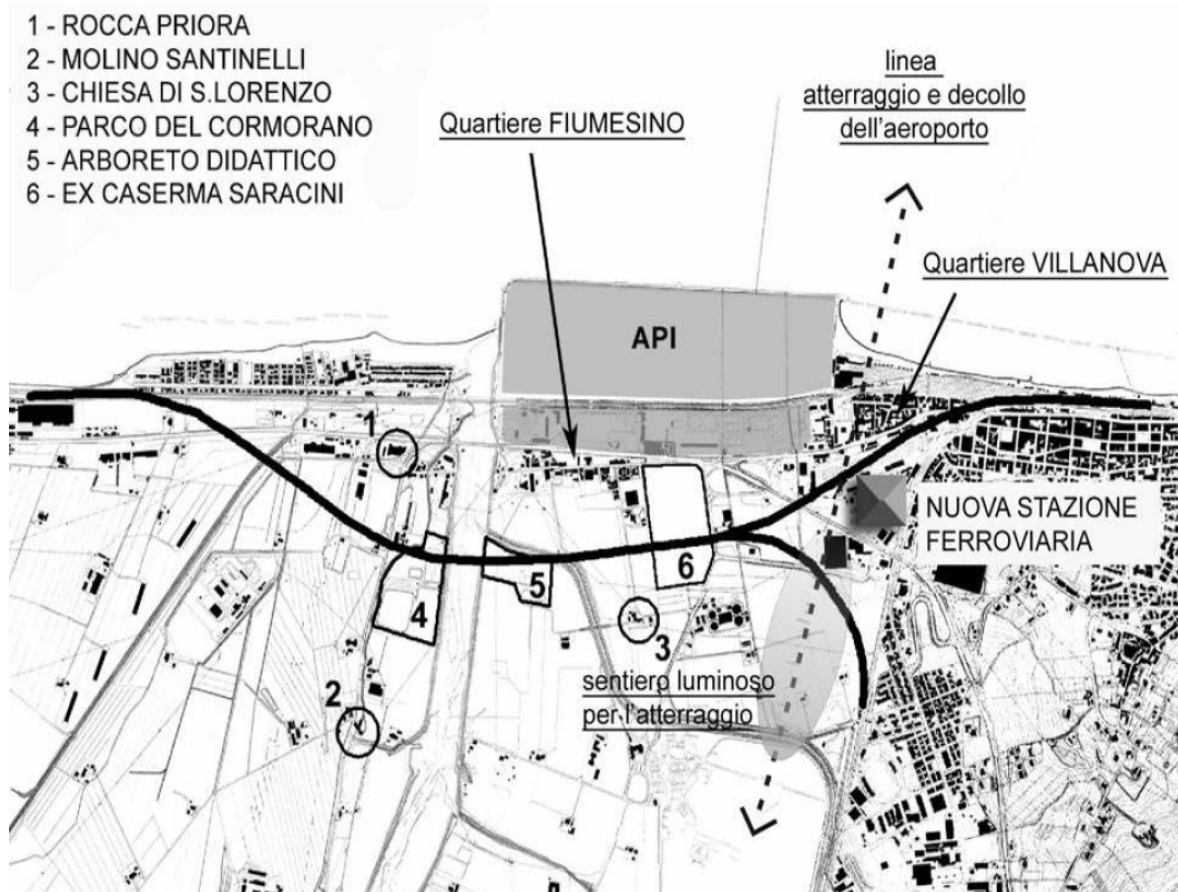 1 - ROCCA PRIORA
2 - MOLINO SANTINELLI
3 - CHIESA DI S.LORENZO
4 - PARCO DEL CORMORANO
5 - ARBORETO DIDATTICO
6 - EX CASERMA SARACINI
linea
atterraggio e decollo
dell'aeroporto
Quartiere FIUMESINO
Quartiere VILLANOVA
API
1
NUOVA STAZIONE
FERROVIARIA
6
5
4
3
sentiero luminoso
per l'atterraggio
2